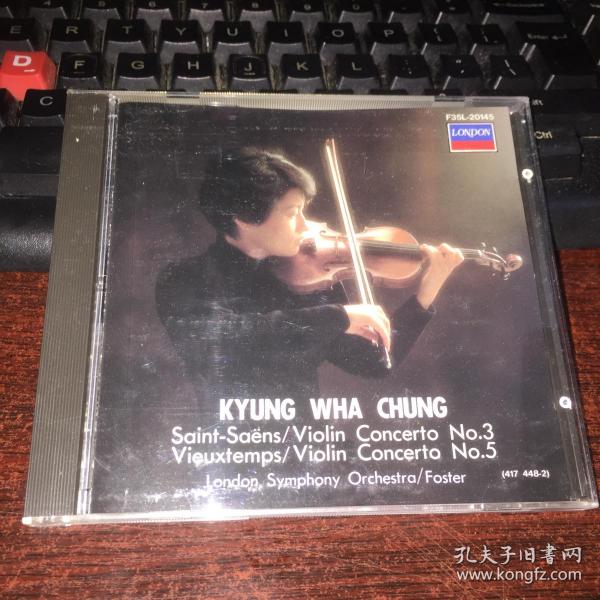 E R T Y U I O P
D F G H J K L
C
Ctrl
F35L-20145
LONDON
KYUNG WHA CHUNG
Saint-Saëns/Violin Concerto No.3
Vieuxtemps/Violin Concerto No.5
London Symphony Orchestra/Foster
(417 448-2)
孔夫子旧书网
www.kongfz.com